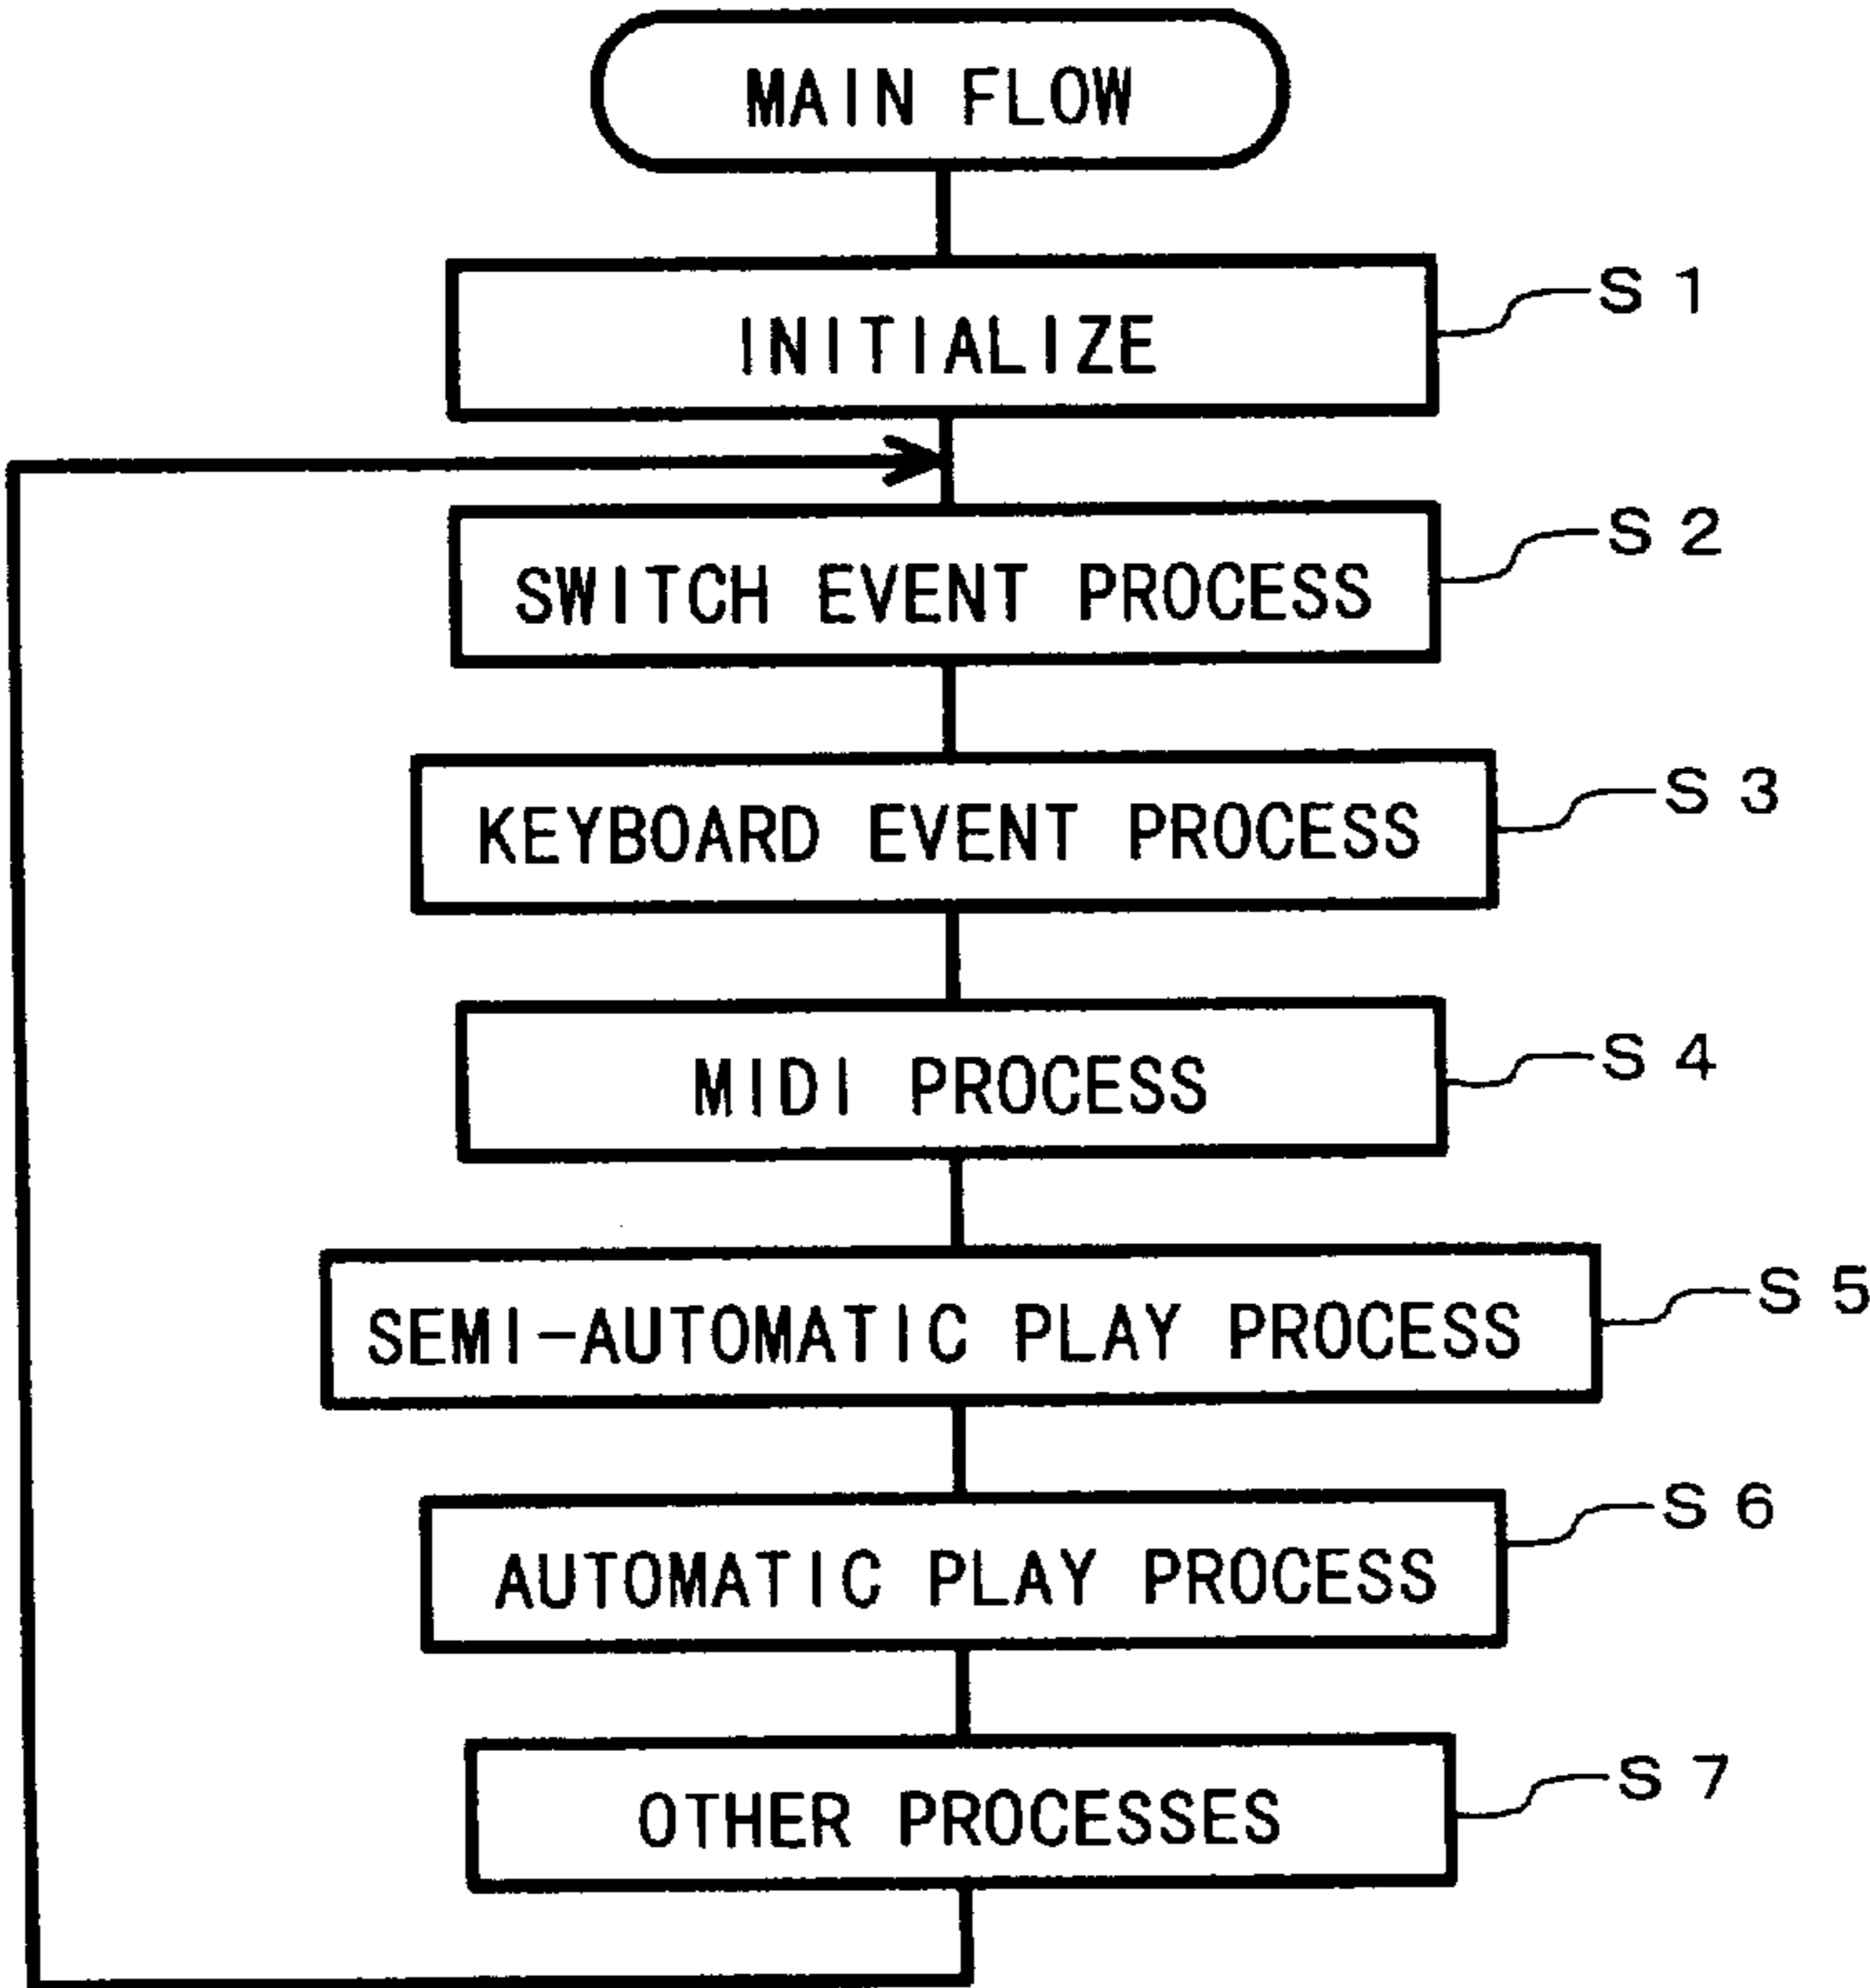 MAIN FLOW
INITIALIZE
S 1
SWITCH EVENT PROCESS
S 2
KEYBOARD EVENT PROCESS
S 3
MIDI PROCESS
S 4
SEMI-AUTOMATIC PLAY PROCESS
S 5
AUTOMATIC PLAY PROCESS
S 6
OTHER PROCESSES
S 7